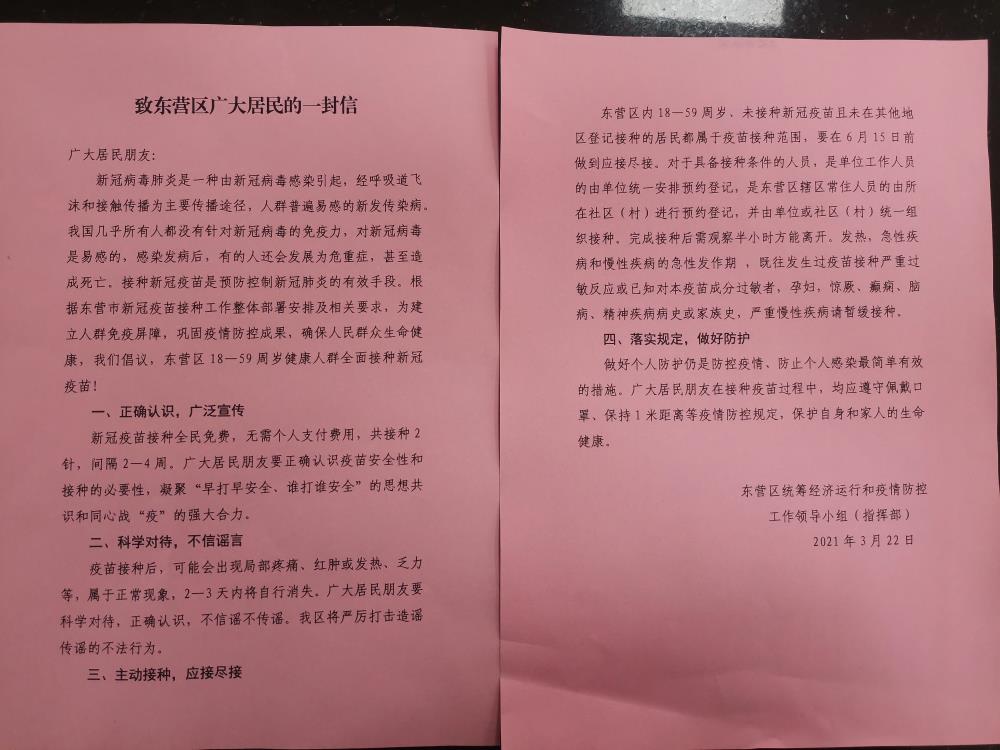 致东营区广大居民的一封信
广大居民朋友：
新冠病毒肺炎是一种由新冠病毒感染引起，经呼吸道飞
沫和接触传播为主要传播途径，人群普遍易感的新发传染病。
我国几乎所有人都没有针对新冠病毒的免疫力，对新冠病毒
是易感的，感染发病后，有的人还会发展为危重症，甚至造
成死亡。接种新冠疫苗是预防控制新冠肺炎的有效手段。根
据东营市新冠疫苗接种工作整体部署安排及相关要求，为建
立人群免疫屏障，巩固疫情防控成果，确保人民群众生命健
康，我们倡议，东营区18—59周岁健康人群全面接种新冠
疫苗！
一、正确认识，广泛宣传
新冠疫苗接种全民免费，无需个人支付费用，共接种2
针，间隔2—4周。广大居民朋友要正确认识疫苗安全性和
接种的必要性，凝聚“早打早安全、谁打谁安全”的思想共
识和同心战“疫”的强大合力。
二、科学对待，不信谣言
疫苗接种后，可能会出现局部疼痛、红肿或发热、乏力
等，属于正常现象，2—3天内将自行消失。广大居民朋友要
科学对待，正确认识，不信谣不传谣。我区将严厉打击造谣
传谣的不法行为。
三、主动接种，应接尽接
东营区内18—59周岁、未接种新冠疫苗且未在其他地
区登记接种的居民都属于疫苗接种范围，要在6月15日前
做到应接尽接。对于具备接种条件的人员，是单位工作人员
的由单位统一安排预约登记，是东营区辖区常住人员的由所
在社区（村）进行预约登记，并由单位或社区（村）统一组
织接种。完成接种后需观察半小时方能离开。发热，急性疾
病和慢性疾病的急性发作期 ，既往发生过疫苗接种严重过
敏反应或已知对本疫苗成分过敏者，孕妇，惊厥、癫痫、脑
病、精神疾病病史或家族史，严重慢性疾病请暂缓接种。
四、落实规定，做好防护
做好个人防护仍是防控疫情、防止个人感染最简单有效
的措施。广大居民朋友在接种疫苗过程中，均应遵守佩戴口
罩、保持1米距离等疫情防控规定，保护自身和家人的生命
健康。
东营区统筹经济运行和疫情防控
工作领导小组（指挥部）
2021年3月22日